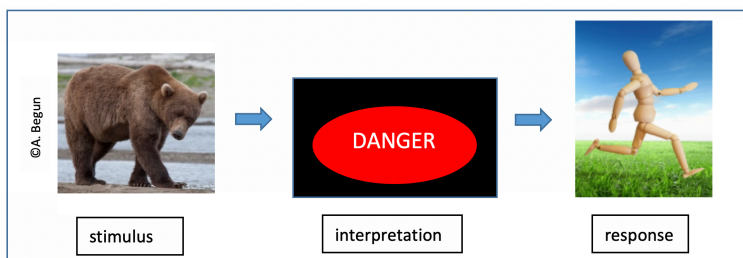 ©A. Begun
DANGER
stimulus
interpretation
response